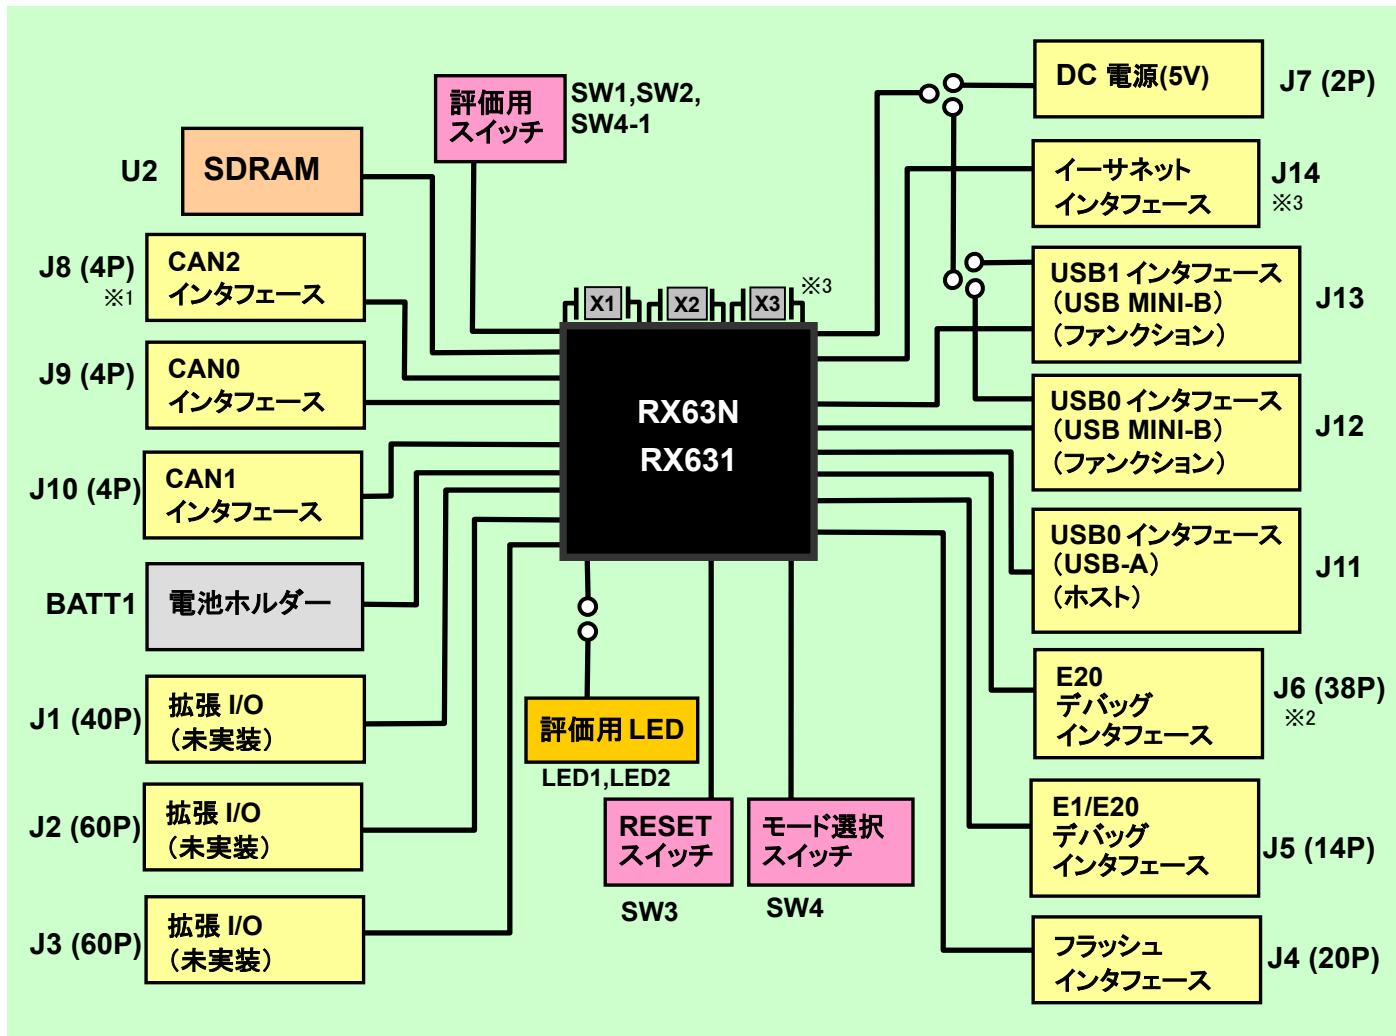 評価用
スイッチ
SW1,SW2,
SW4-1
U2
SDRAM
J8 (4P)
※1
CAN2
インタフェース
J9 (4P)
CAN0
インタフェース
J10 (4P)
CAN1
インタフェース
BATT1
電池ホルダー
J1 (40P)
拡張 I/O
(未実装)
J2 (60P)
拡張 I/O
(未実装)
J3 (60P)
拡張 I/O
(未実装)
X1
X2
X3
※3
RX63N
RX631
評価用 LED
LED1,LED2
RESET
スイッチ
SW3
モード選択
スイッチ
SW4
DC 電源(5V)
J7 (2P)
イーサネット
インタフェース
J14
※3
USB1 インタフェース
(USB MINI-B)
(ファンクション)
J13
USB0 インタフェース
(USB MINI-B)
(ファンクション)
J12
USB0 インタフェース
(USB-A)
(ホスト)
J11
E20
デバッグ
インタフェース
J6 (38P)
※2
E1/E20
デバッグ
インタフェース
J5 (14P)
フラッシュ
インタフェース
J4 (20P)